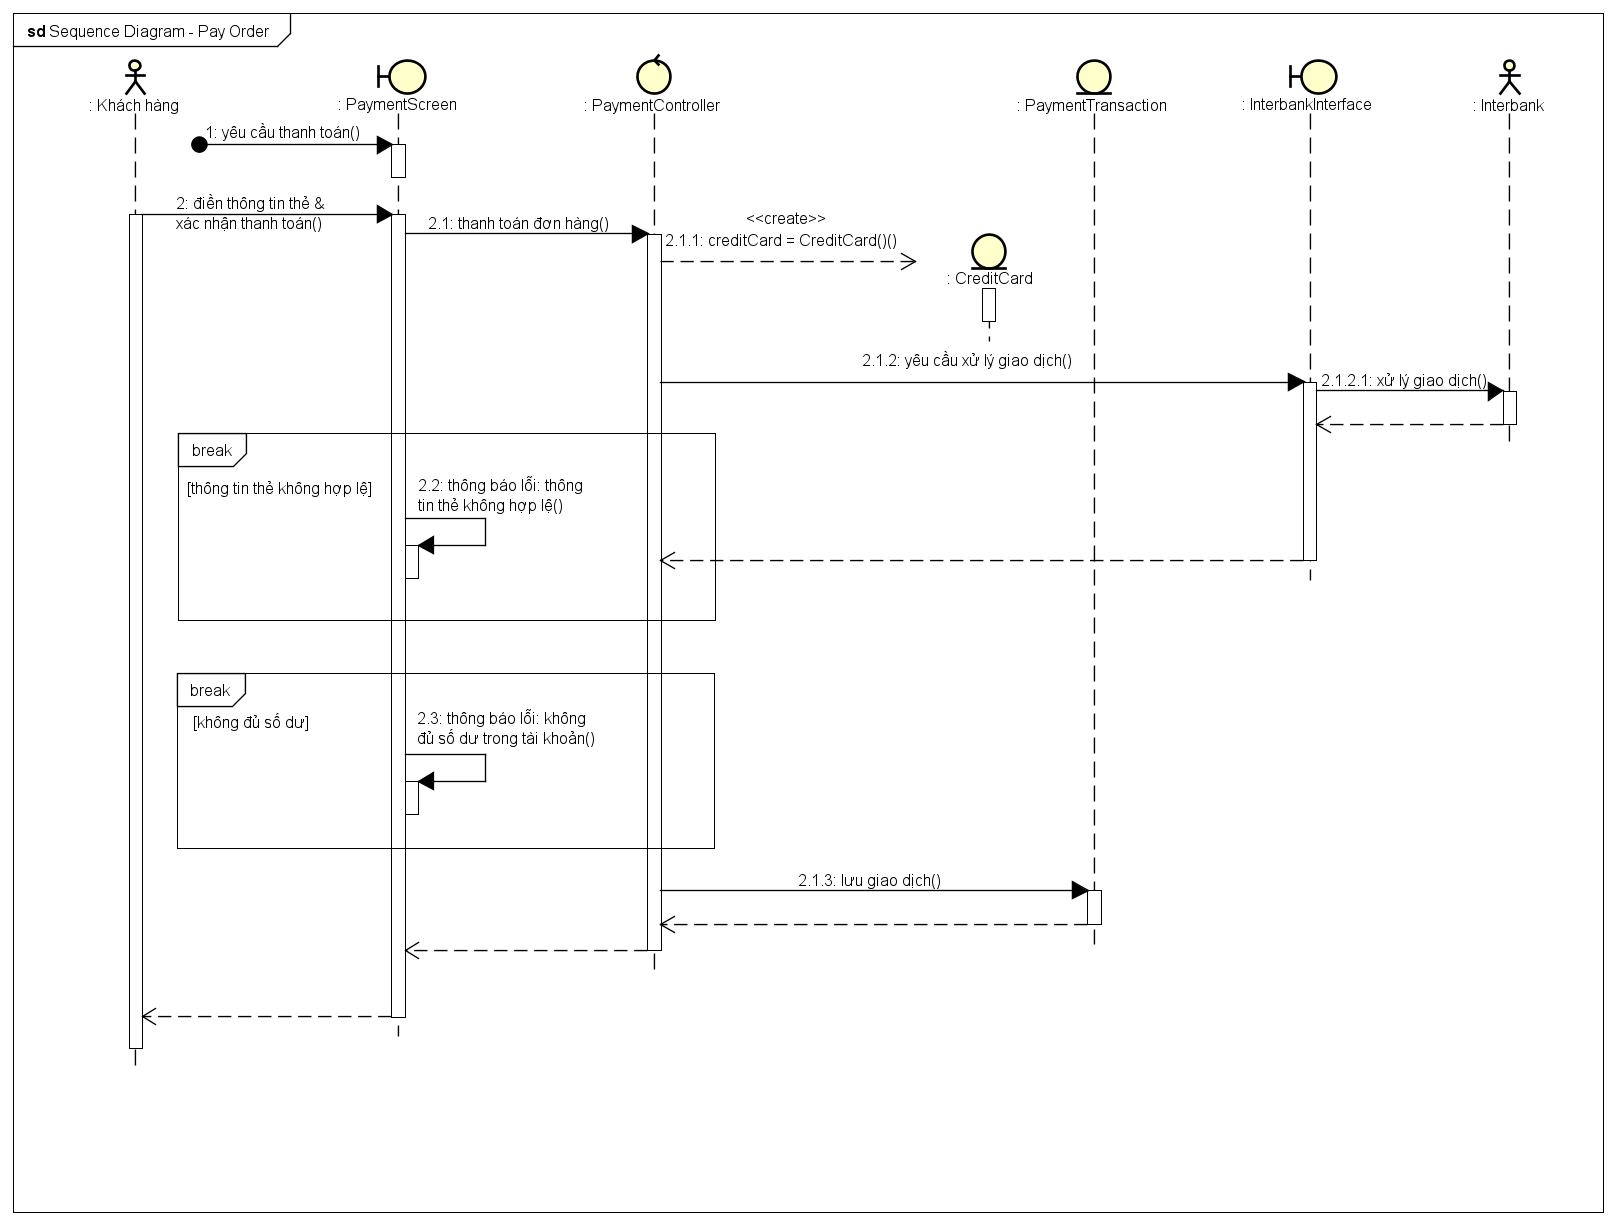 sd Sequence Diagram - Pay Order
: Khách hàng
: PaymentScreen
: PaymentController
: PaymentTransaction
: InterbankInterface
: Interbank
1: yêu cầu thanh toán()
2: điền thông tin thẻ &
xác nhận thanh toán()
2.1: thanh toán đơn hàng()
<<create>>
2.1.1: creditCard = CreditCard()()
: CreditCard
2.1.2: yêu cầu xử lý giao dịch()
2.1.2.1: xử lý giao dịch()
break
[thông tin thẻ không hợp lệ]
2.2: thông báo lỗi: thông
tin thẻ không hợp lệ()
break
[không đủ số dư]
2.3: thông báo lỗi: không
đủ số dư trong tài khoản()
2.1.3: lưu giao dịch()